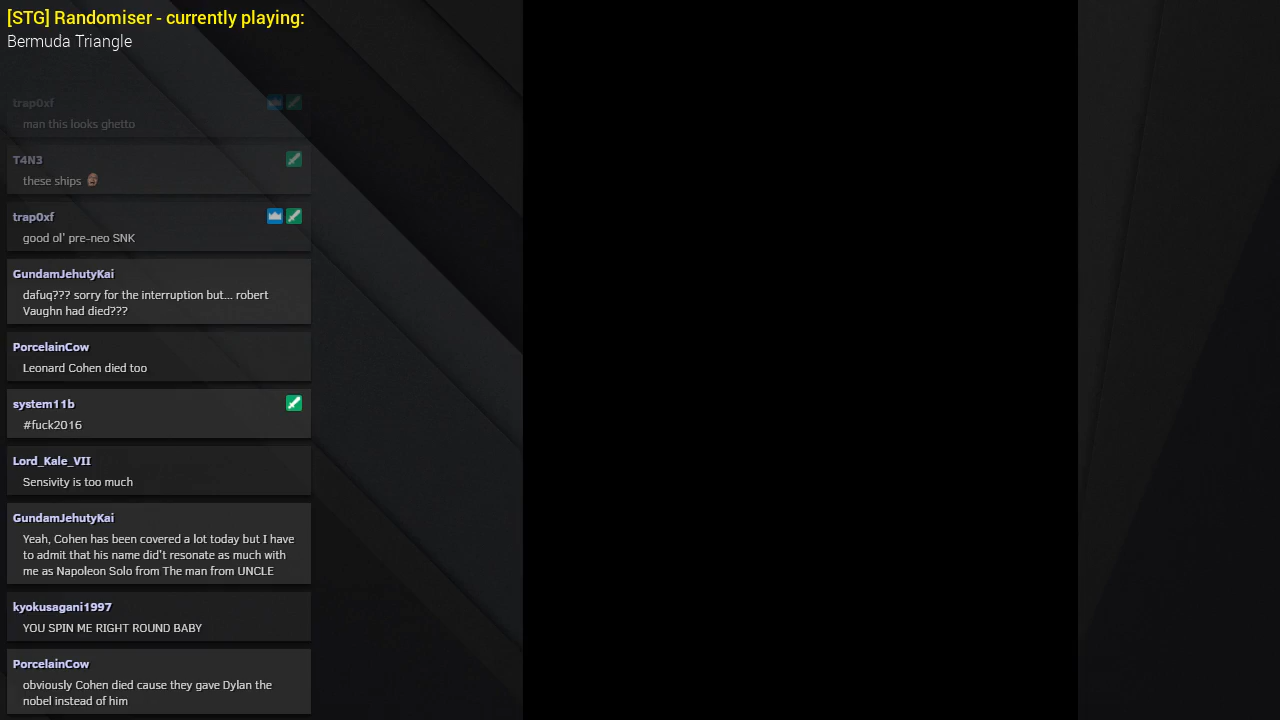 [STG] Randomiser - currently playing:
Bermuda Triangle
trap0xf
man this looks ghetto
T4N3
these ships
trap0xf
good ol' pre-neo SNK
GundamJehutyKai
dafuq??? sorry for the interruption but... robert
Vaughn had died???
PorcelainCow
Leonard Cohen died too
system11b
#fuck2016
Lord_Kale_VII
Sensivity is too much
GundamJehutyKai
Yeah, Cohen has been covered a lot today but I have
to admit that his name did't resonate as much with
me as Napoleon Solo from The man from UNCLE
kyokusagani1997
YOU SPIN ME RIGHT ROUND BABY
PorcelainCow
obviously Cohen died cause they gave Dylan the
nobel instead of him